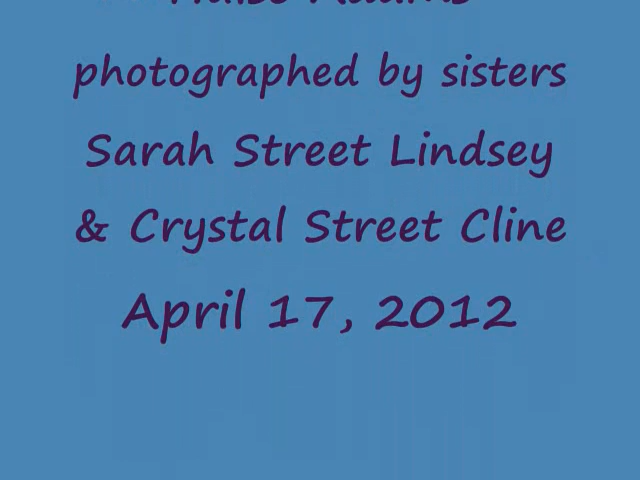 photographed by sisters
Sarah Street Lindsey
& Crystal Street Cline
April 17, 2012